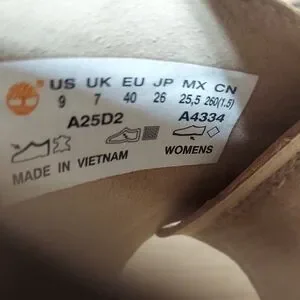 US UK EU JP MX CN
9 7 40 26 25,5 260(1.5)
A25D2 A4334
MADE IN VIETNAM WOMENS